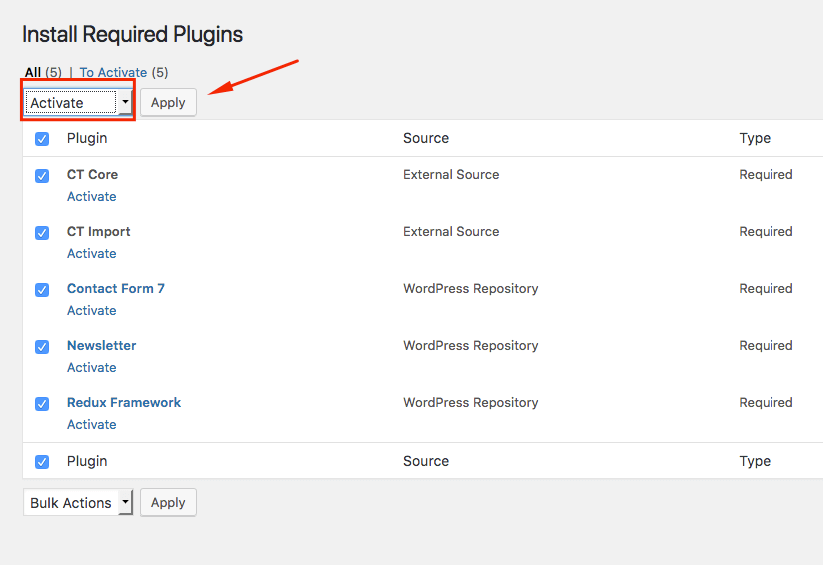 Install Required Plugins
All (5) | To Activate (5)
Activate Apply
Plugin Source Type
CT Core External Source Required
Activate
CT Import External Source Required
Activate
Contact Form 7 WordPress Repository Required
Activate
Newsletter WordPress Repository Required
Activate
Redux Framework WordPress Repository Required
Activate
Plugin Source Type
Bulk Actions Apply